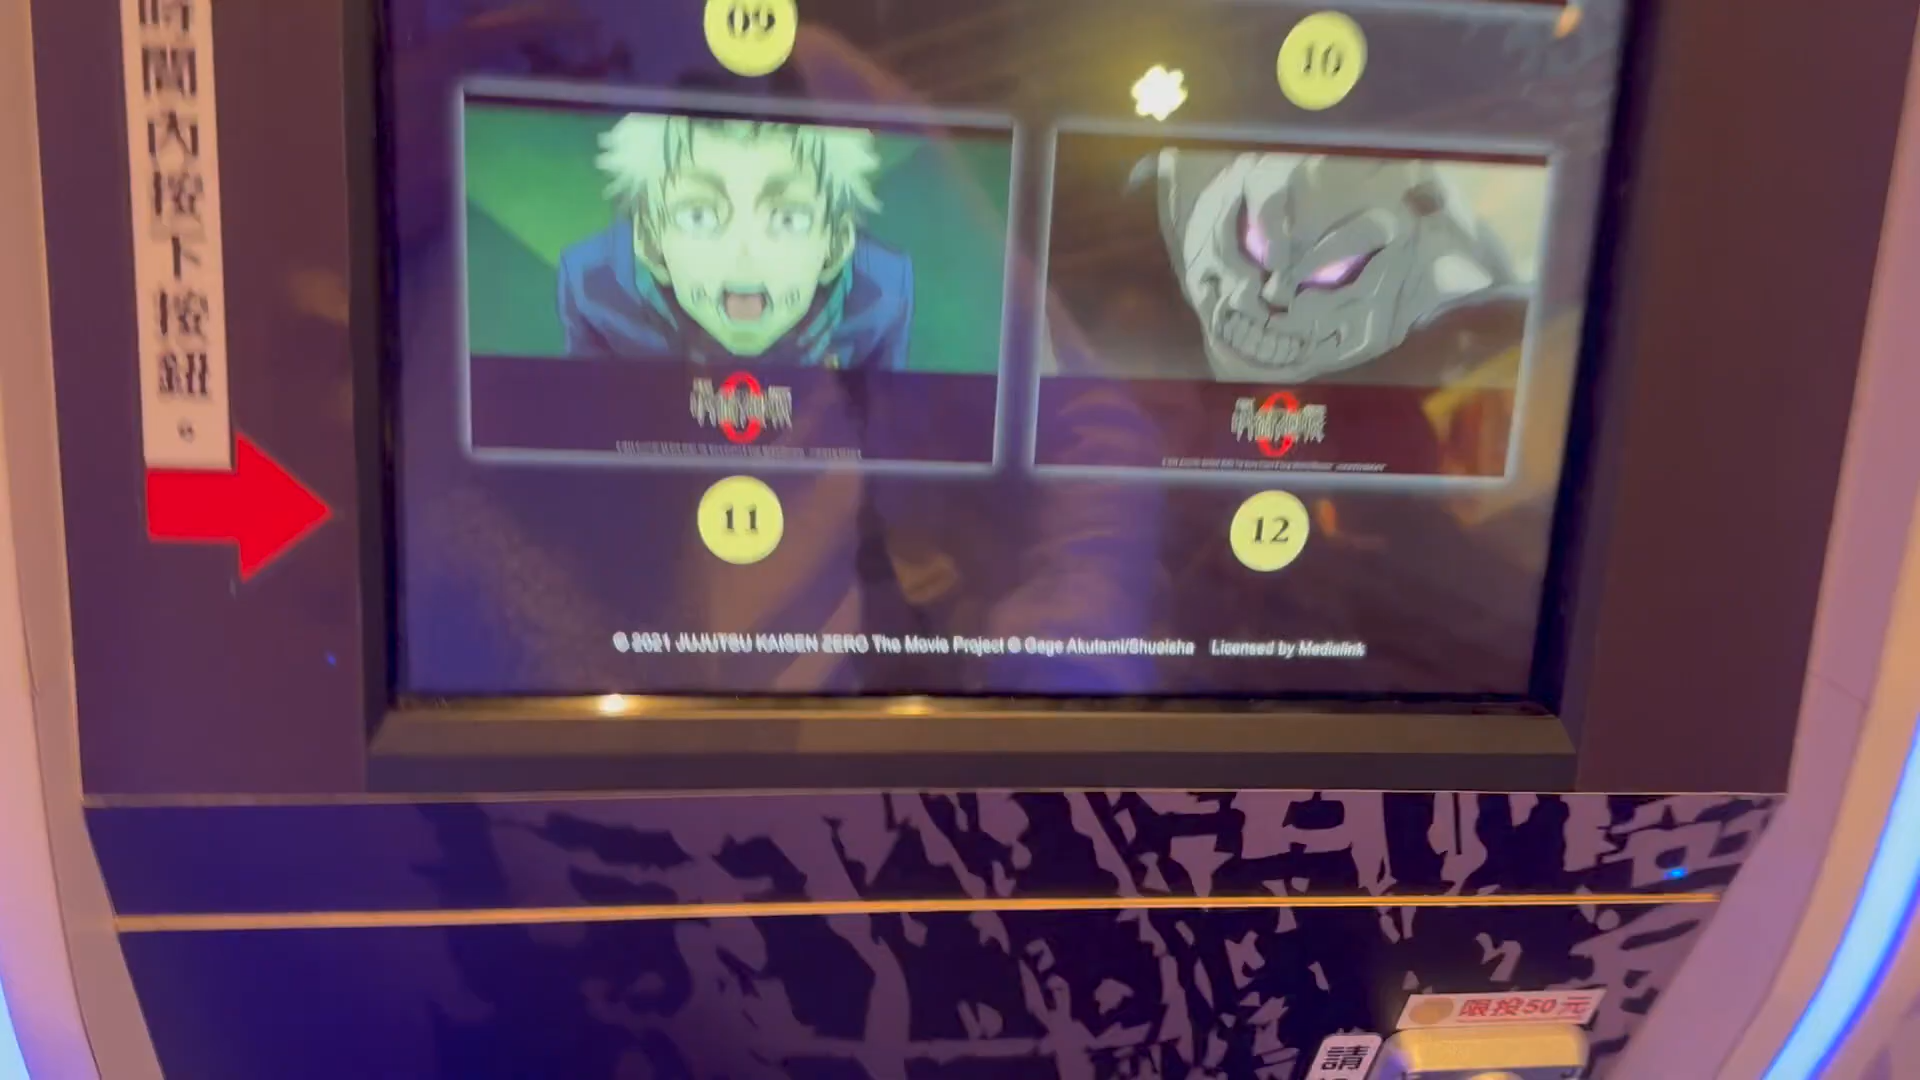 時間內按下按鈕。
09
10
呪術廻戦 0
呪術廻戦 0
11
12
© 2021 JUJUTSU KAISEN ZERO The Movie Project © Gege Akutami/Shueisha Licensed by Medialink
限投50元
請